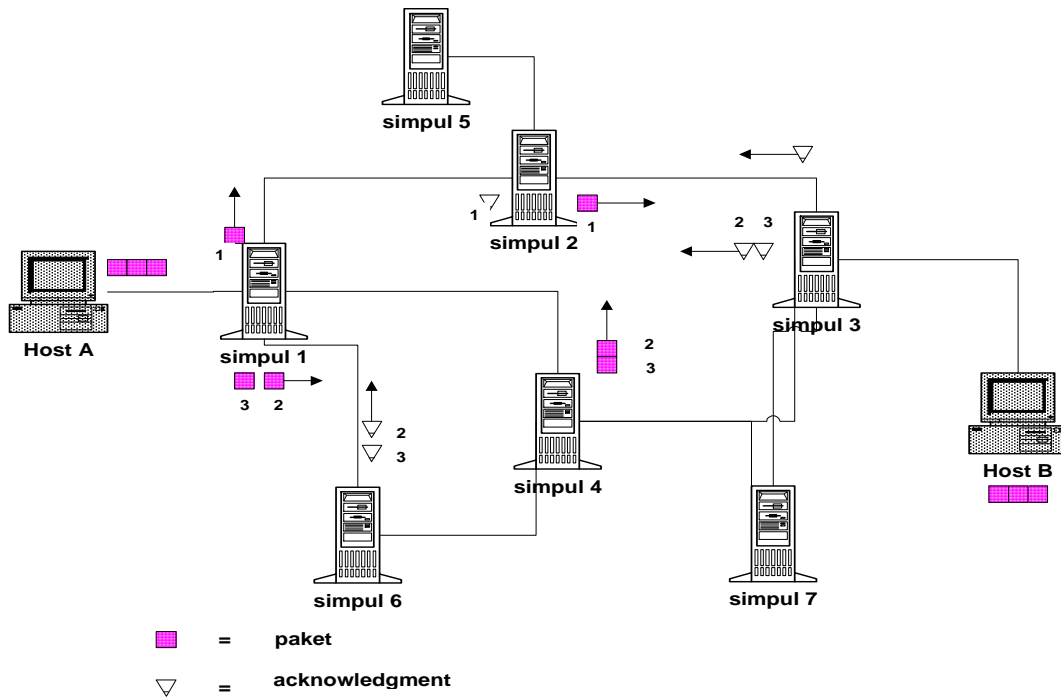 simpul 5
1
simpul 2
1
2 3
simpul 3
1
Host A
simpul 1
2
3
3 2
2
3
simpul 4
Host B
simpul 6
simpul 7
= paket
= acknowledgment